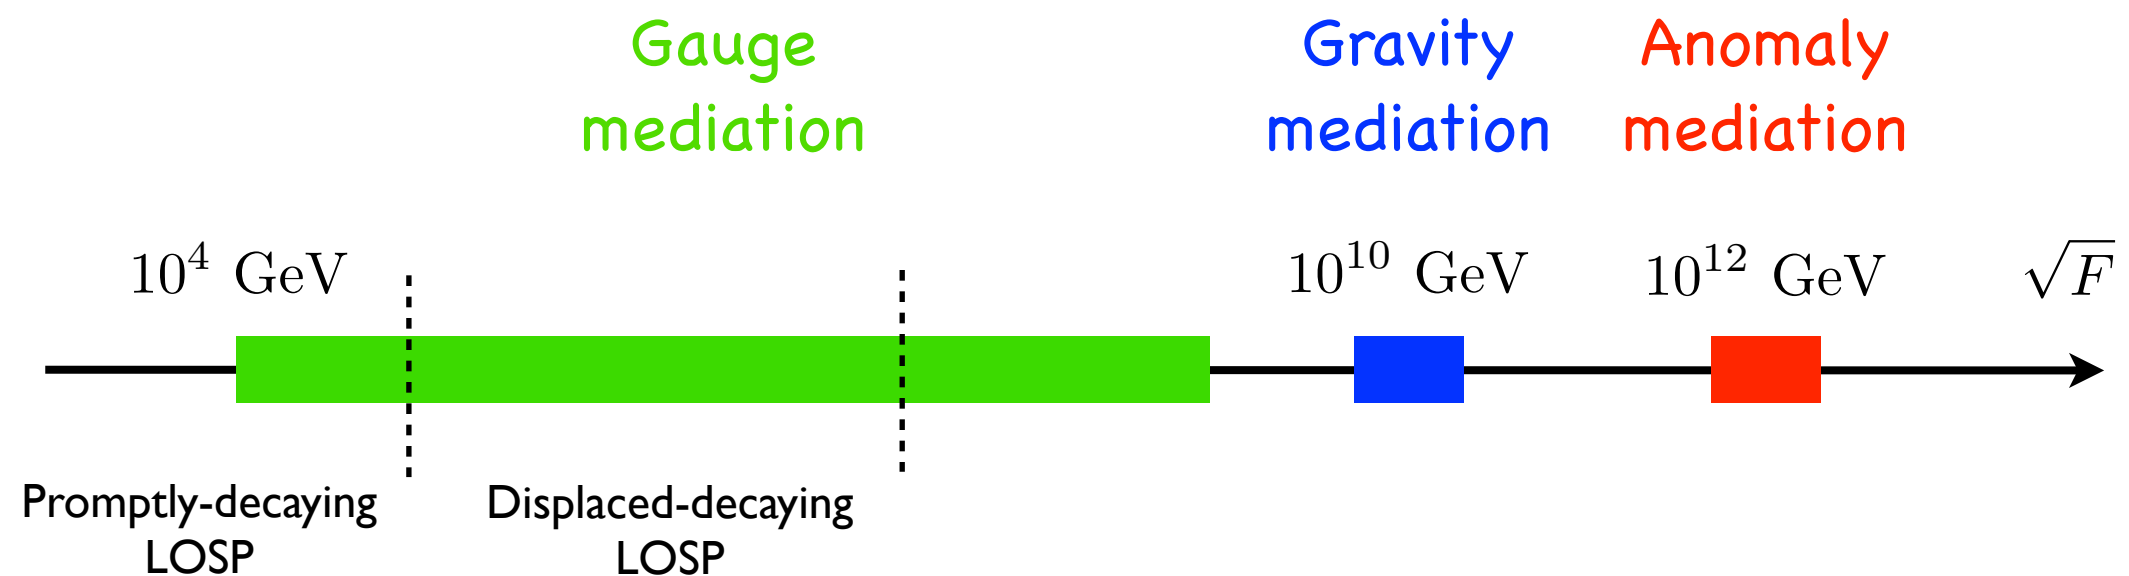 Gauge
mediation
Gravity
mediation
Anomaly
mediation
10^4 GeV
10^10 GeV
10^12 GeV
√F
Promptly-decaying
LOSP
Displaced-decaying
LOSP